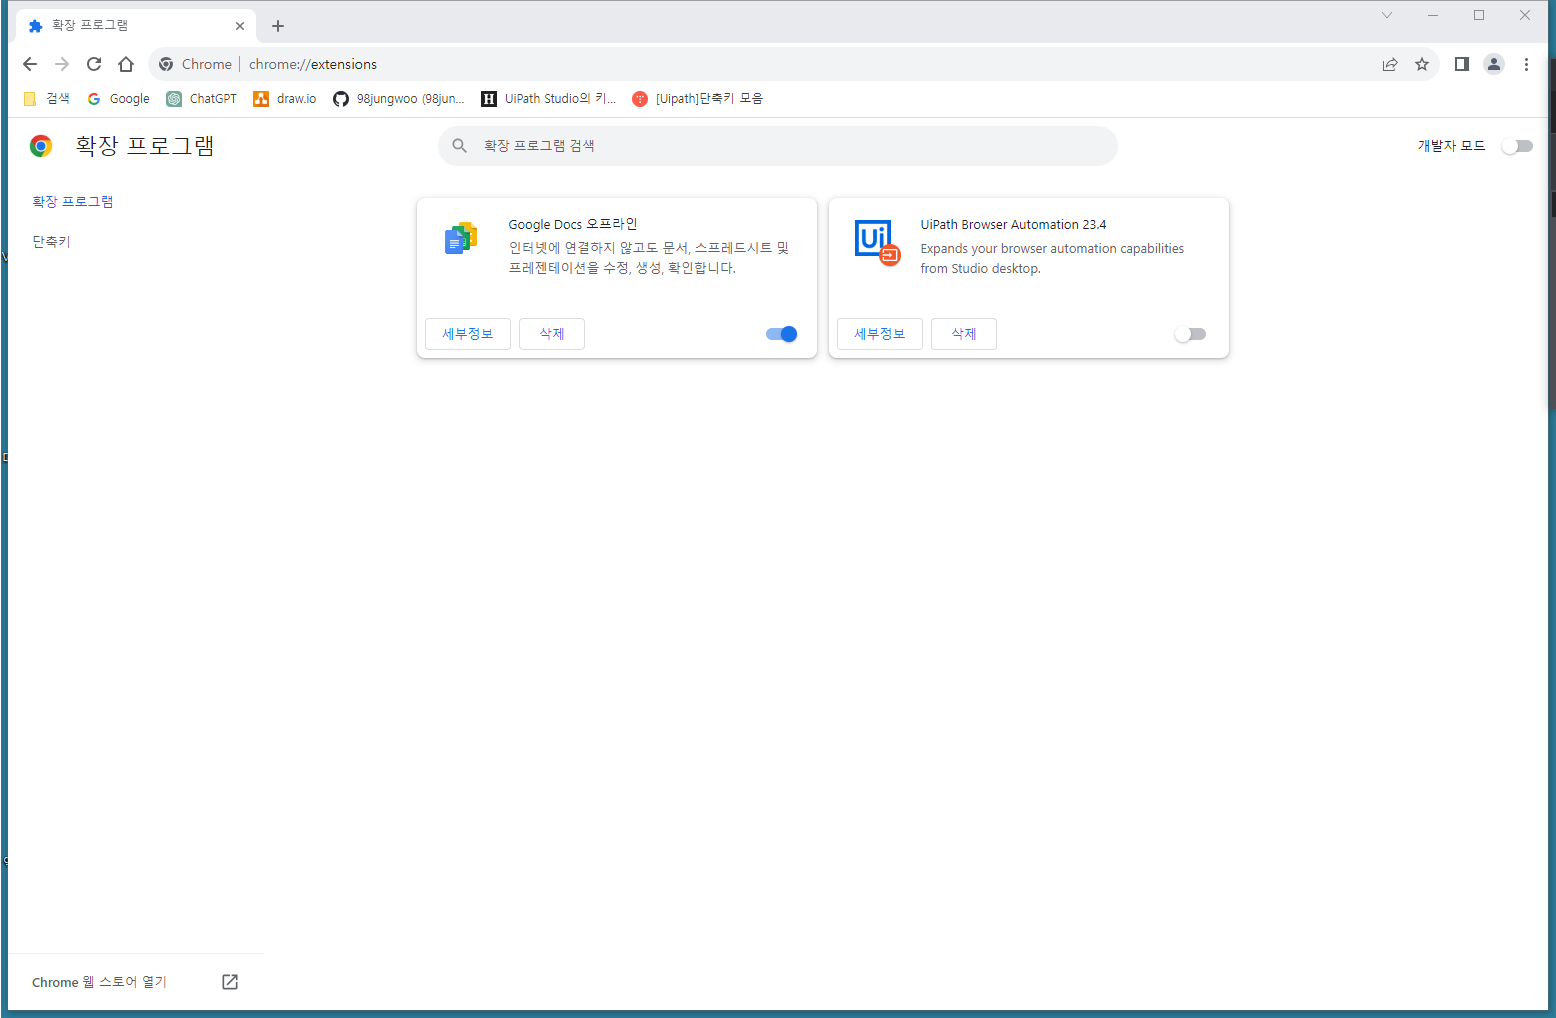 확장 프로그램
Chrome chrome://extensions
검색 Google ChatGPT draw.io 98jungwoo (98jun... UiPath Studio의 키... [Uipath]단축키 모음
확장 프로그램
확장 프로그램 검색
개발자 모드
확장 프로그램
단축키
Google Docs 오프라인
인터넷에 연결하지 않고도 문서, 스프레드시트 및
프레젠테이션을 수정, 생성, 확인합니다.
세부정보 삭제
Ui
UiPath Browser Automation 23.4
Expands your browser automation capabilities
from Studio desktop.
세부정보 삭제
Chrome 웹 스토어 열기